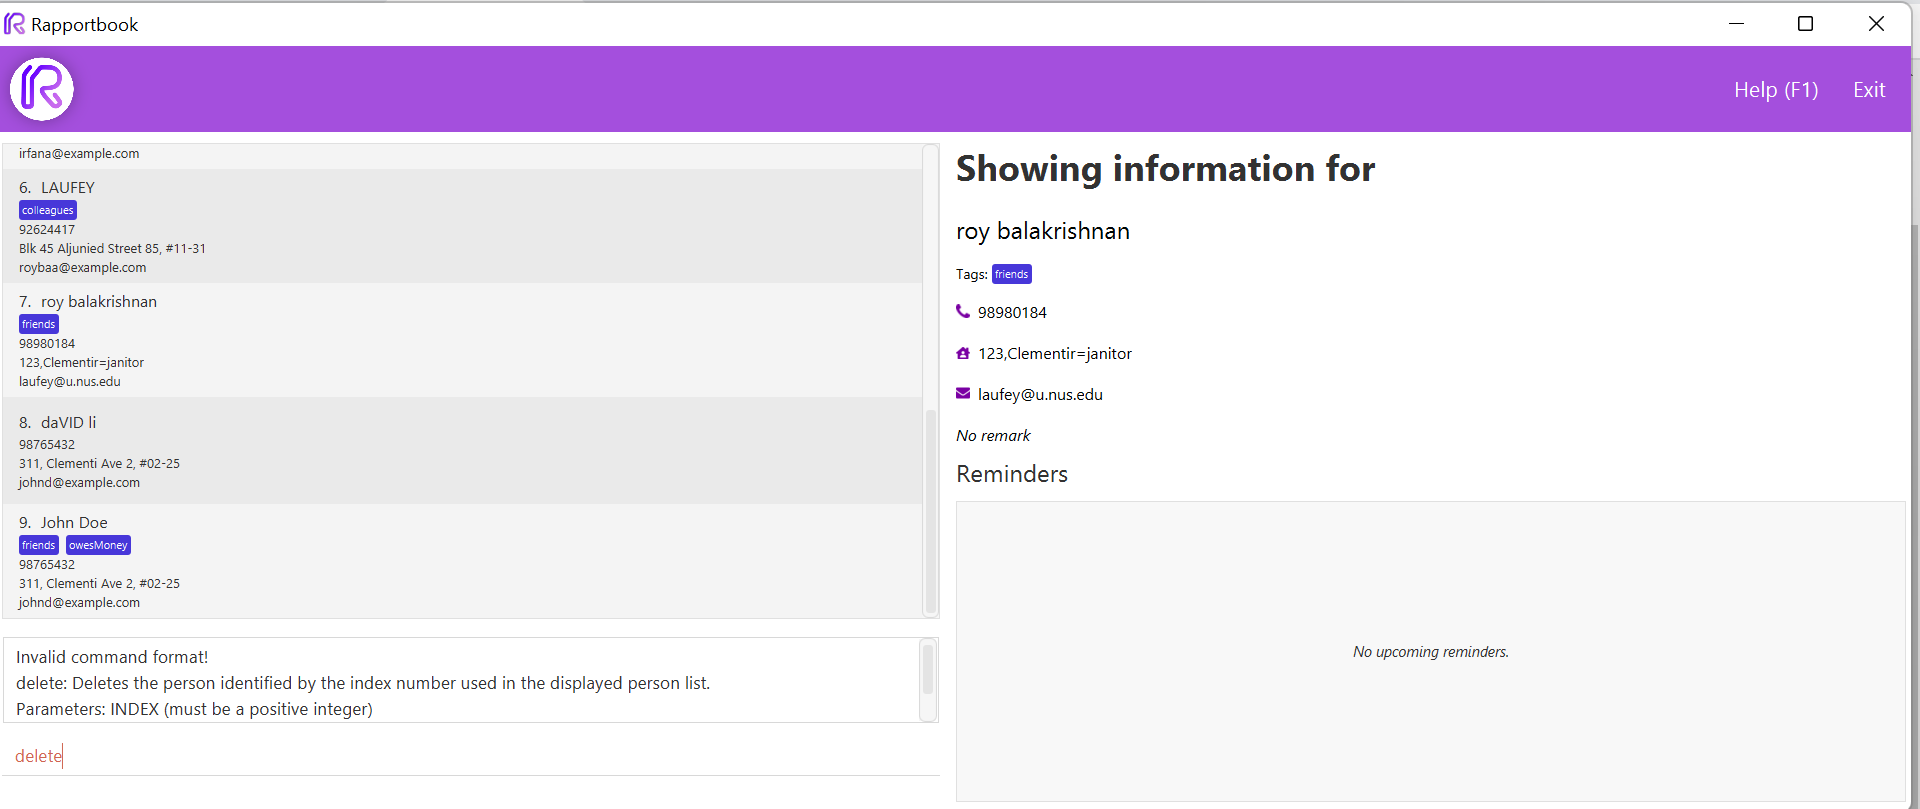 Rapportbook
Help (F1) Exit
irfana@example.com
6. LAUFEY
colleagues
92624417
Blk 45 Aljunied Street 85, #11-31
roybaa@example.com
7. roy balakrishnan
friends
98980184
123,Clementir=janitor
laufey@u.nus.edu
8. daVID li
98765432
311, Clementi Ave 2, #02-25
johnd@example.com
9. John Doe
friends owesMoney
98765432
311, Clementi Ave 2, #02-25
johnd@example.com
Invalid command format!
delete: Deletes the person identified by the index number used in the displayed person list.
Parameters: INDEX (must be a positive integer)
delete
Showing information for
roy balakrishnan
Tags: friends
98980184
123,Clementir=janitor
laufey@u.nus.edu
No remark
Reminders
No upcoming reminders.